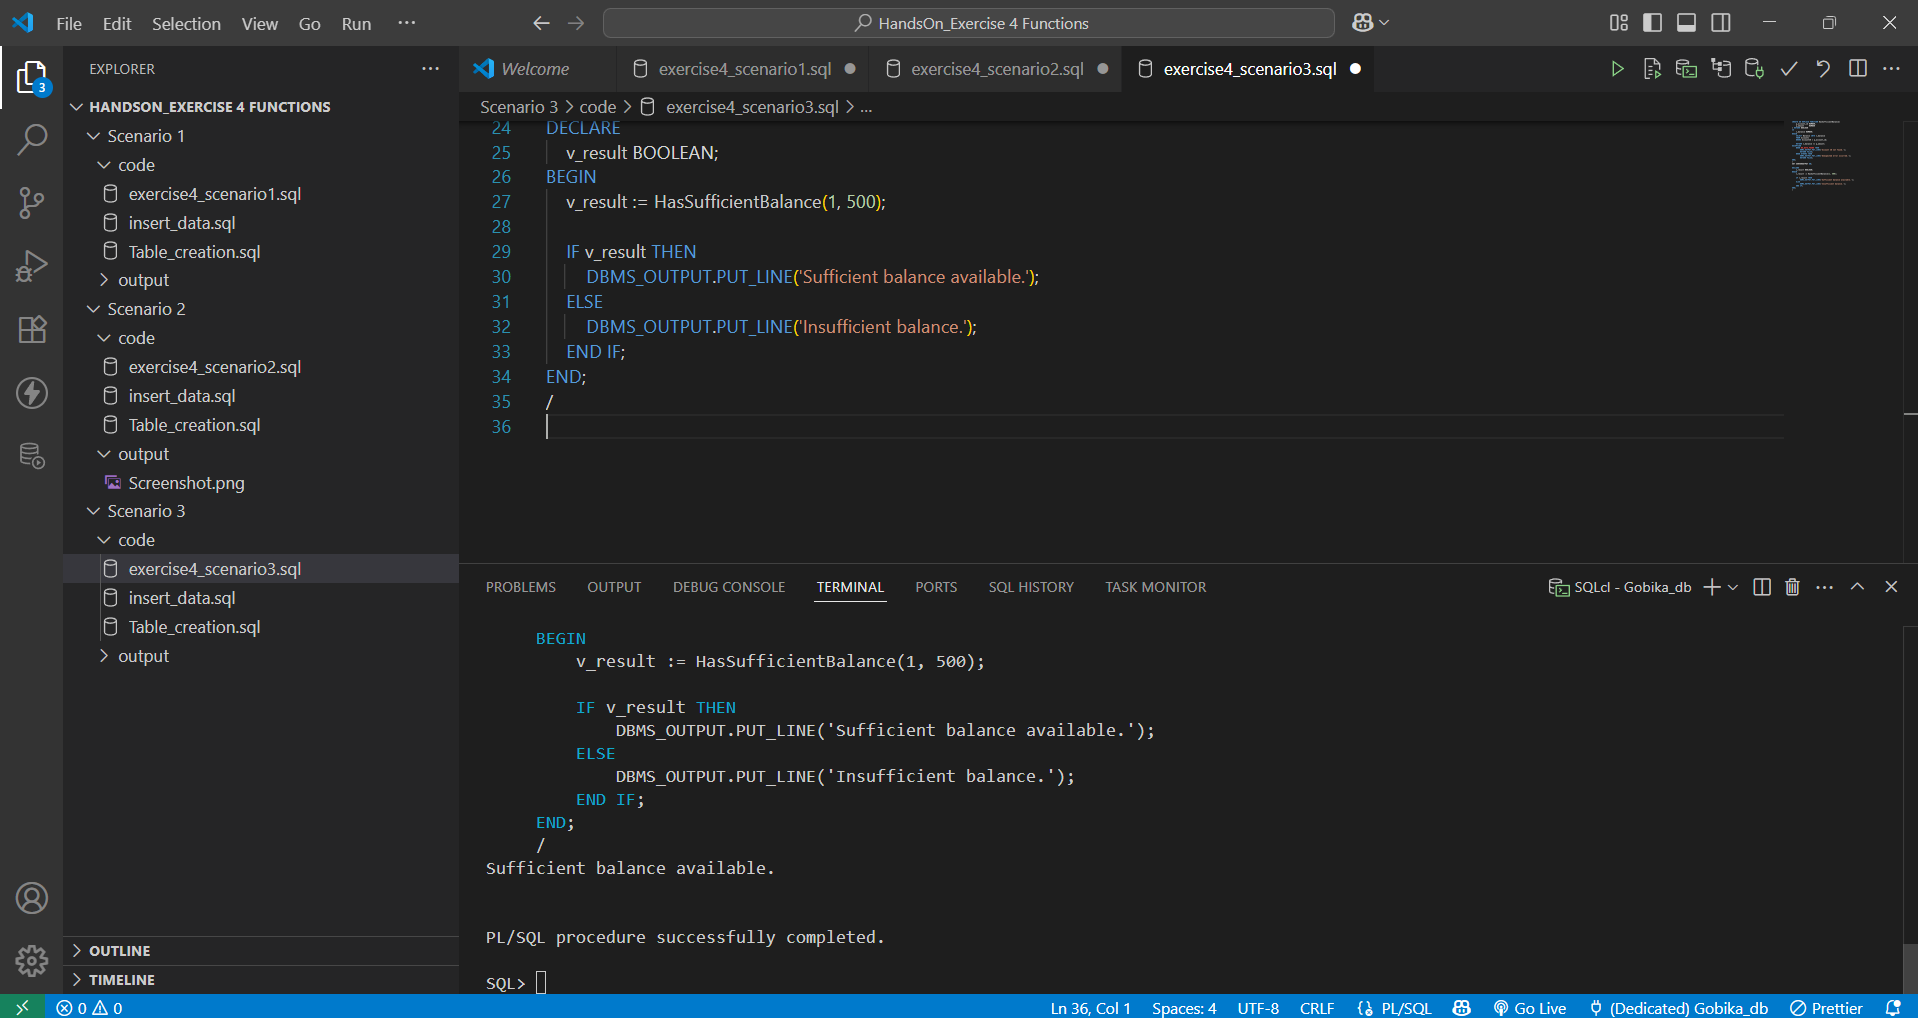 File Edit Selection View Go Run ··· HandsOn_Exercise 4 Functions
EXPLORER ···
Welcome exercise4_scenario1.sql exercise4_scenario2.sql exercise4_scenario3.sql
3
HANDSON_EXERCISE 4 FUNCTIONS
Scenario 1
code
exercise4_scenario1.sql
insert_data.sql
Table_creation.sql
output
Scenario 2
code
exercise4_scenario2.sql
insert_data.sql
Table_creation.sql
output
Screenshot.png
Scenario 3
code
exercise4_scenario3.sql
insert_data.sql
Table_creation.sql
output
OUTLINE
TIMELINE
Scenario 3 > code > exercise4_scenario3.sql > ...
24 DECLARE
25 v_result BOOLEAN;
26 BEGIN
27 v_result := HasSufficientBalance(1, 500);
28
29 IF v_result THEN
30 DBMS_OUTPUT.PUT_LINE('Sufficient balance available.');
31 ELSE
32 DBMS_OUTPUT.PUT_LINE('Insufficient balance.');
33 END IF;
34 END;
35 /
36
PROBLEMS OUTPUT DEBUG CONSOLE TERMINAL PORTS SQL HISTORY TASK MONITOR SQLcl - Gobika_db
BEGIN
v_result := HasSufficientBalance(1, 500);
IF v_result THEN
DBMS_OUTPUT.PUT_LINE('Sufficient balance available.');
ELSE
DBMS_OUTPUT.PUT_LINE('Insufficient balance.');
END IF;
END;
/
Sufficient balance available.
PL/SQL procedure successfully completed.
SQL>
0 0 Ln 36, Col 1 Spaces: 4 UTF-8 CRLF PL/SQL Go Live (Dedicated) Gobika_db Prettier